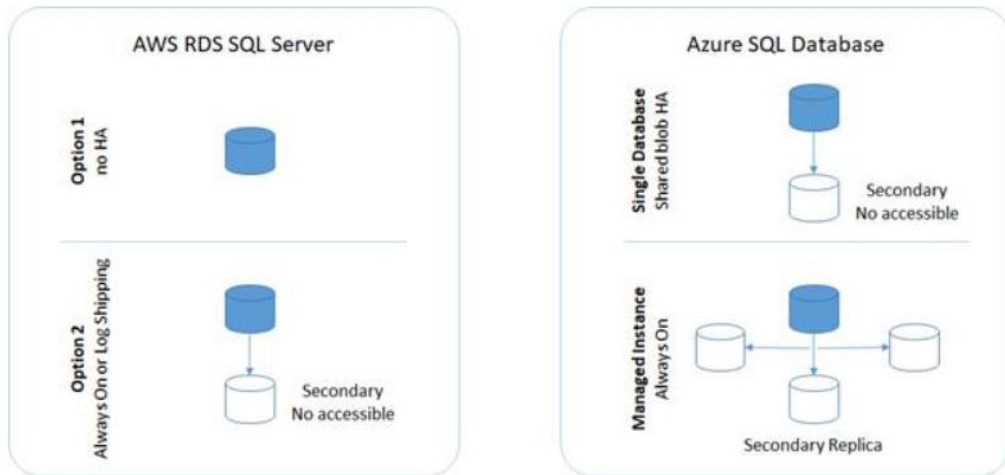 AWS RDS SQL Server
Option 1
no HA
Option 2
Always On or Log Shipping
Secondary
No accessible
Azure SQL Database
Single Database
Shared blob HA
Secondary
No accessible
Managed Instance
Always On
Secondary Replica